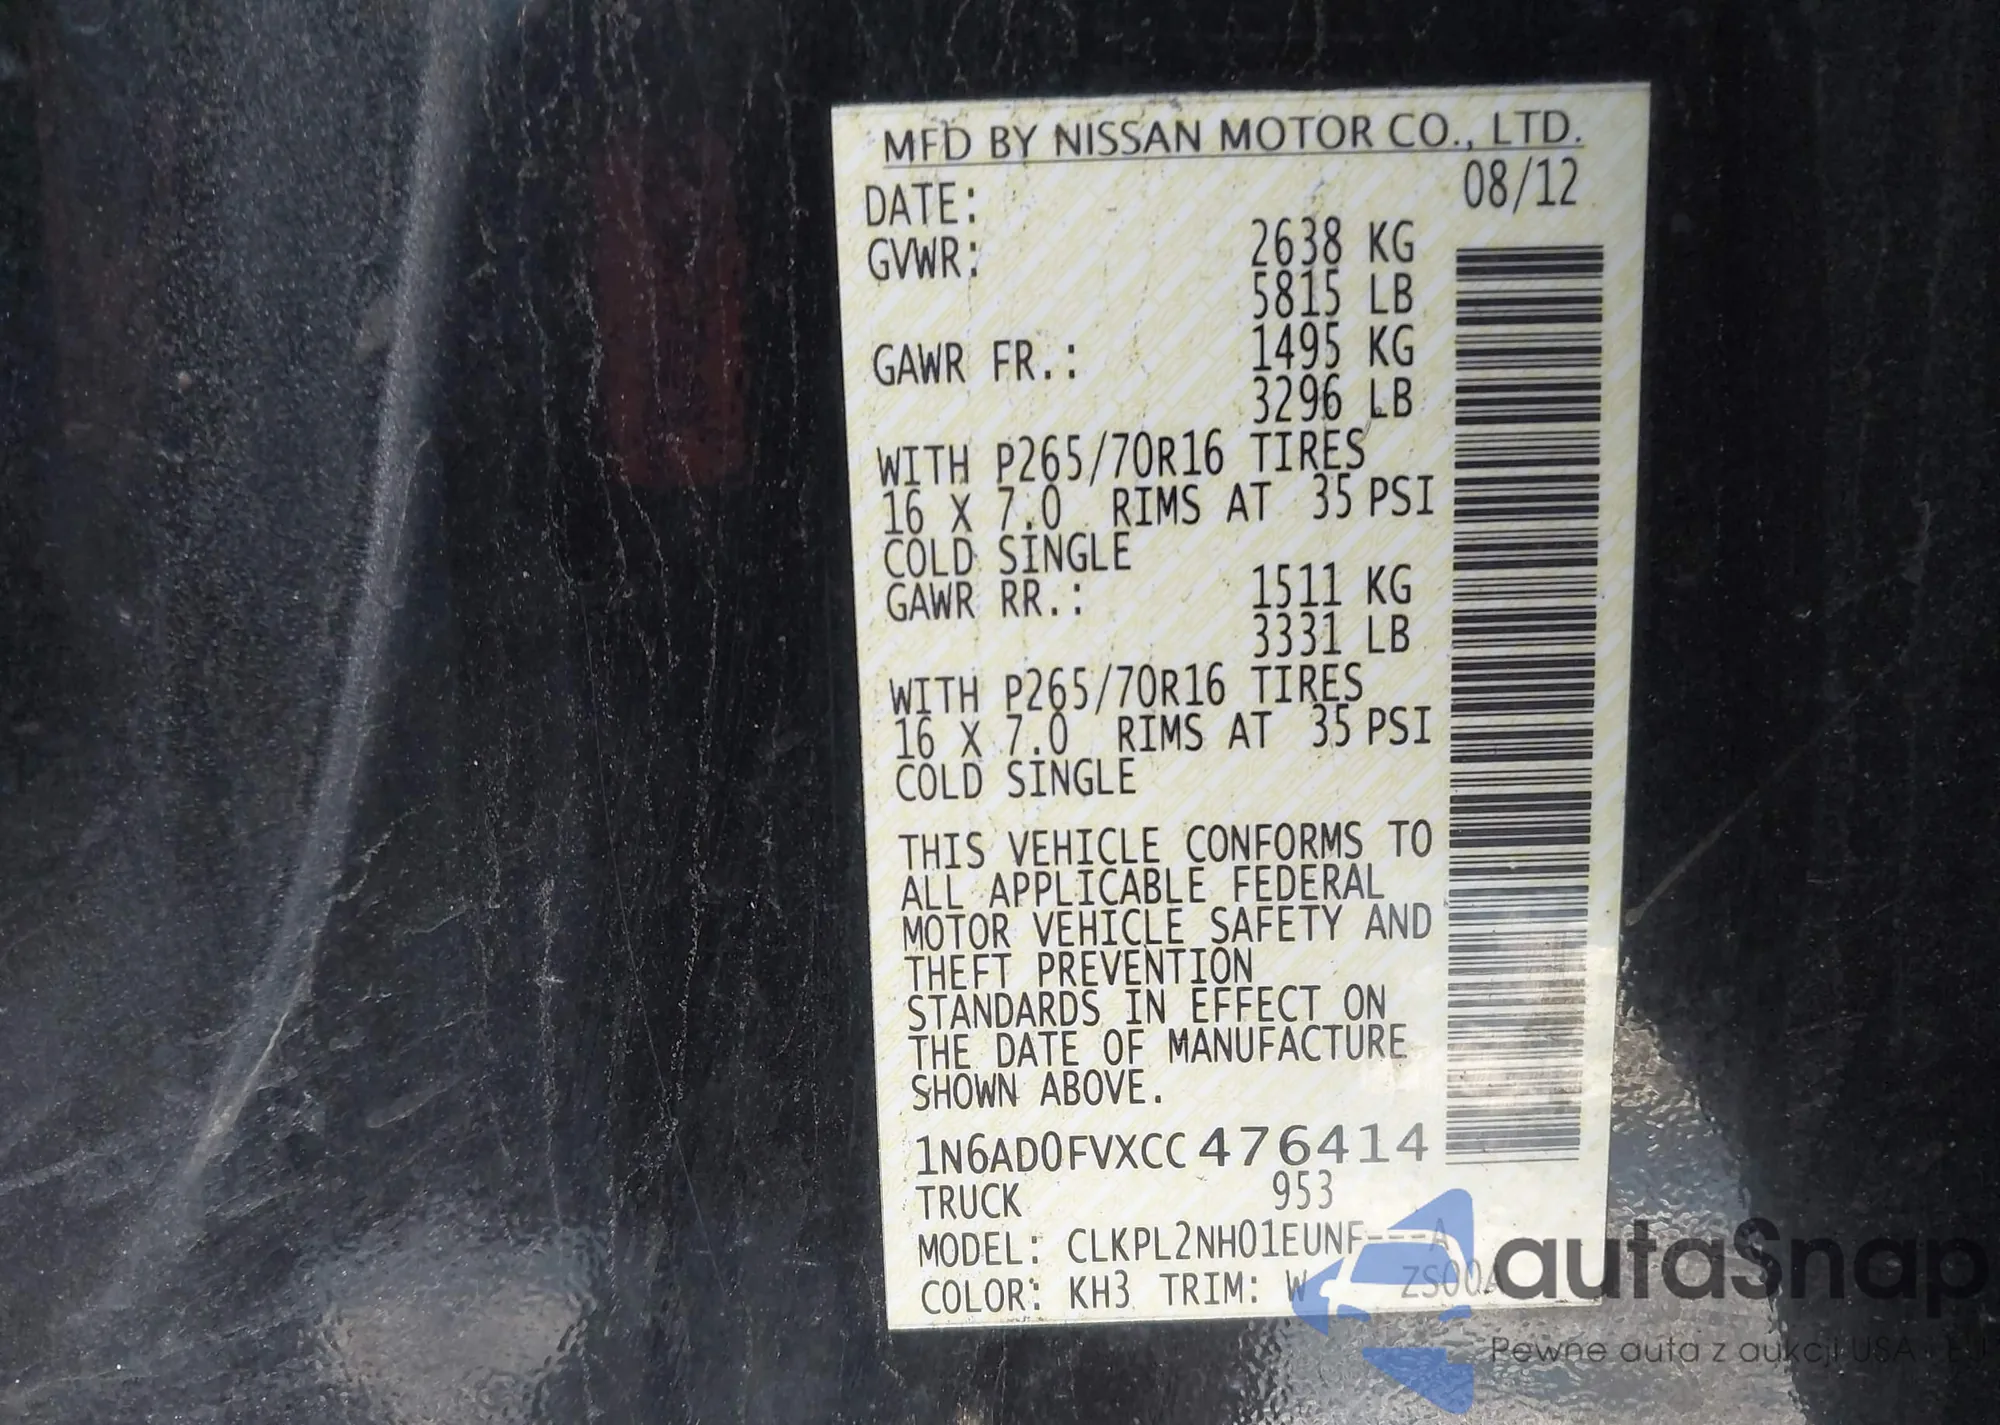 MFD BY NISSAN MOTOR CO., LTD.
DATE: 08/12
GVWR: 2638 KG
5815 LB
GAWR FR.: 1495 KG
3296 LB
WITH P265/70R16 TIRES
16 X 7.0 RIMS AT 35 PSI
COLD SINGLE
GAWR RR.: 1511 KG
3331 LB
WITH P265/70R16 TIRES
16 X 7.0 RIMS AT 35 PSI
COLD SINGLE
THIS VEHICLE CONFORMS TO
ALL APPLICABLE FEDERAL
MOTOR VEHICLE SAFETY AND
THEFT PREVENTION
STANDARDS IN EFFECT ON
THE DATE OF MANUFACTURE
SHOWN ABOVE.
1N6AD0FVXCC476414
TRUCK 953
MODEL: CLKPL2NH01EUNF---A
COLOR: KH3 TRIM: W
autaSnap
Pewne auta z aukcji USA